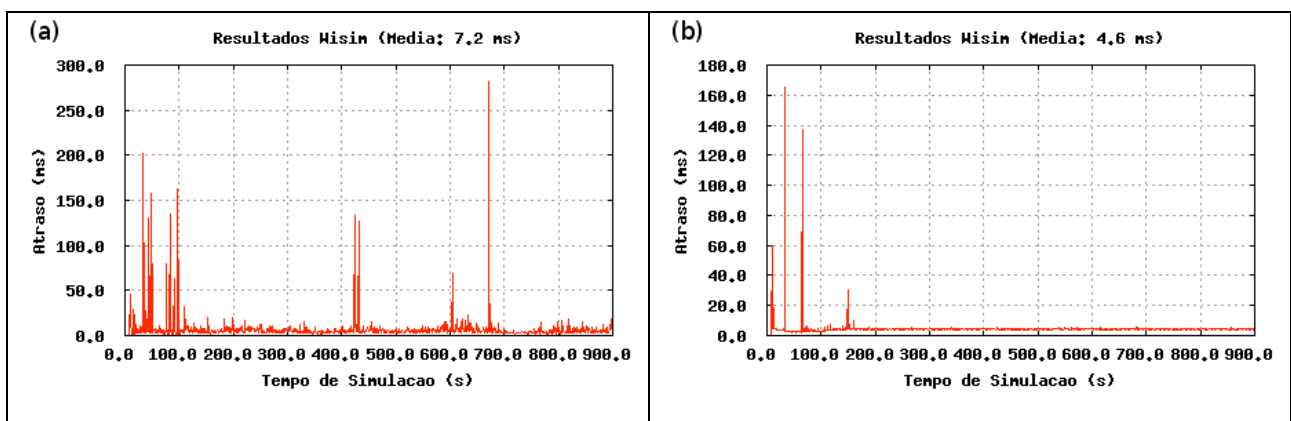 (a)
Resultados Wisim (Media: 7.2 ms)
300.0
250.0
200.0
150.0
100.0
50.0
0.0
Atraso (ms)
0.0 100.0 200.0 300.0 400.0 500.0 600.0 700.0 800.0 900.0
Tempo de Simulacao (s)
(b)
Resultados Wisim (Media: 4.6 ms)
180.0
160.0
140.0
120.0
100.0
80.0
60.0
40.0
20.0
0.0
Atraso (ms)
0.0 100.0 200.0 300.0 400.0 500.0 600.0 700.0 800.0 900.0
Tempo de Simulacao (s)